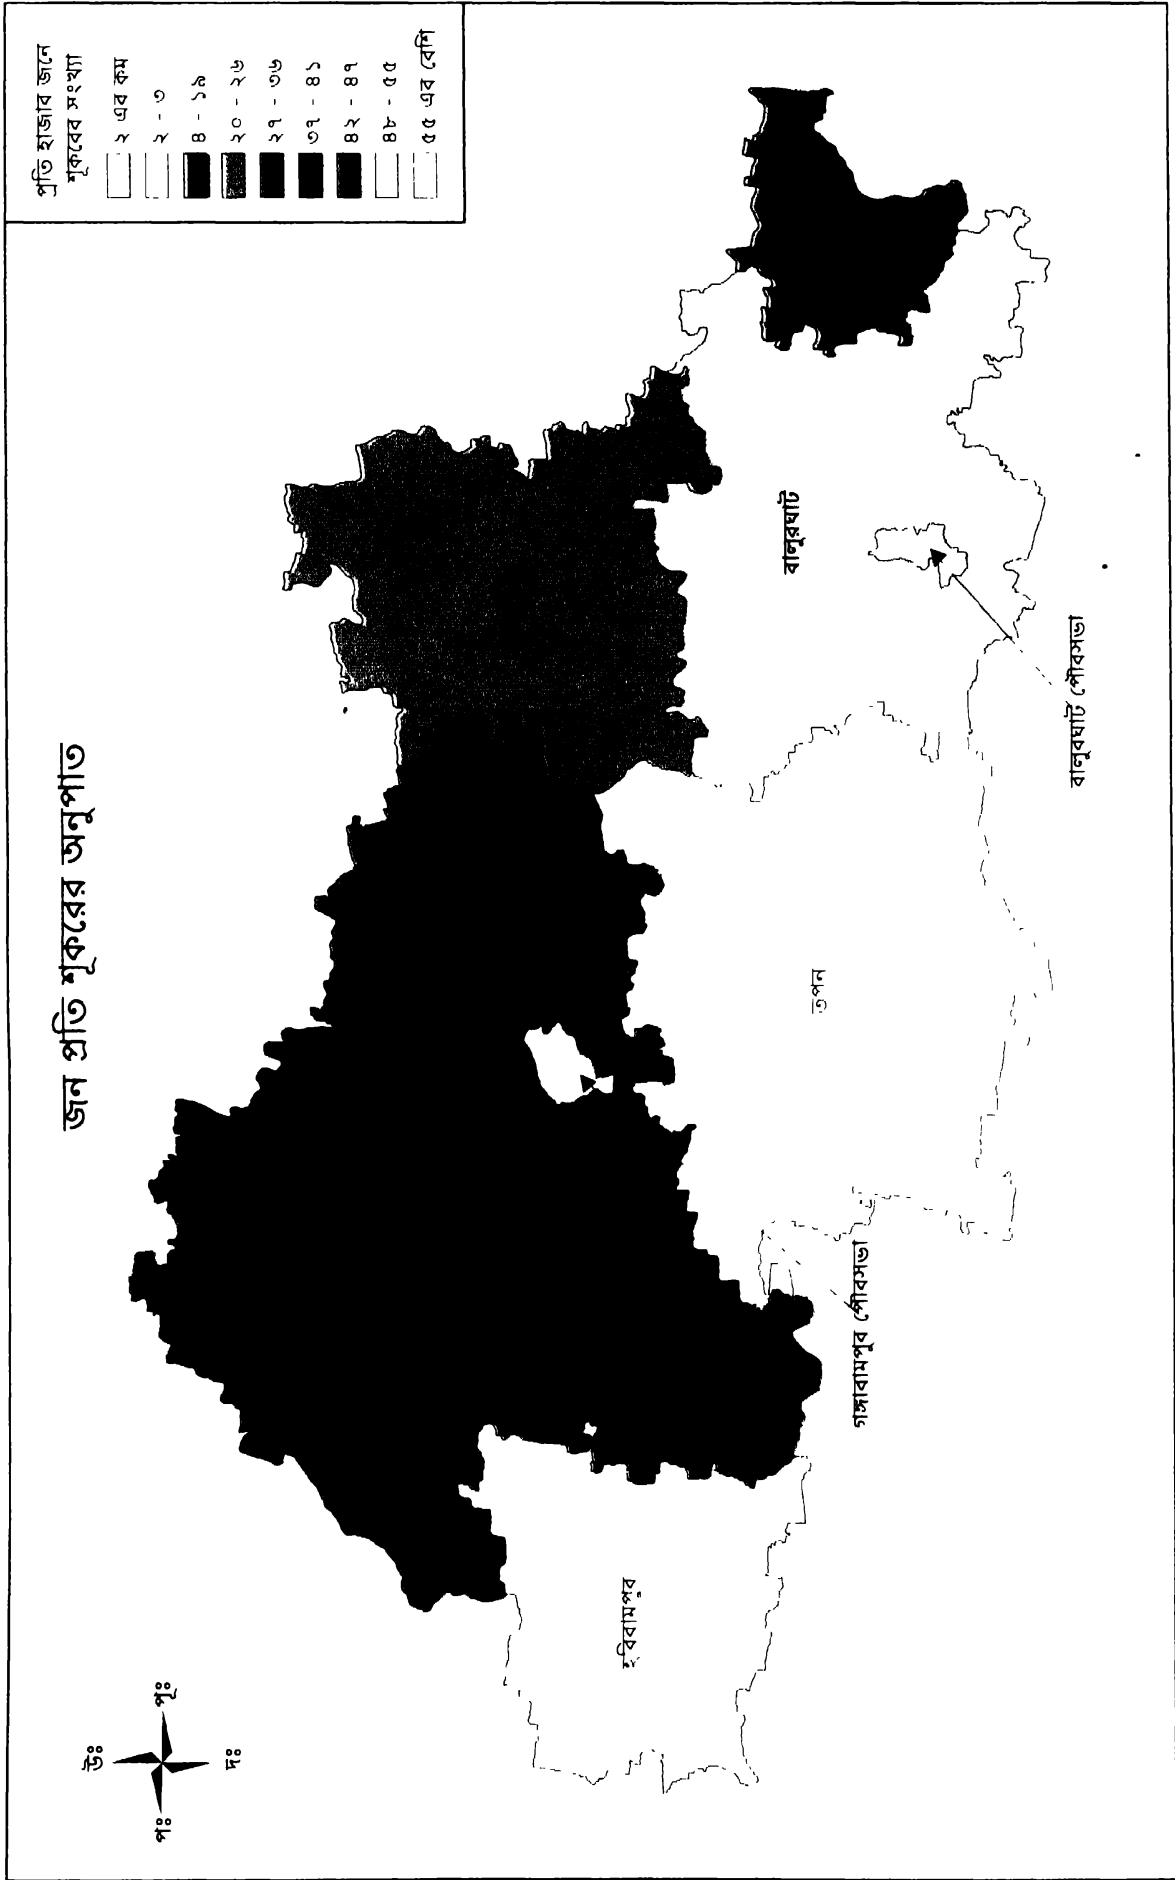 জন প্রতি শূকরের অনুপাত
উঃ
পঃ
পূঃ
দঃ
প্রতি হাজার জনে
শূকরের সংখ্যা
২ এর কম
২ - ৩
৪ - ১৯
২০ - ২৬
২৭ - ৩৬
৩৭ - ৪১
৪২ - ৪৭
৪৮ - ৫৫
৫৫ এর বেশি
হরিরামপুর
গঙ্গারামপুর পৌরসভা
তপন
বালুরঘাট
বালুরঘাট পৌরসভা